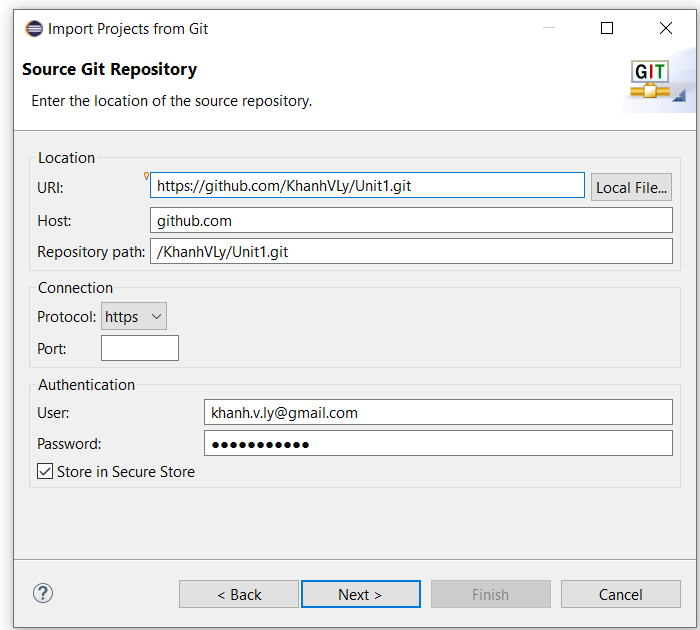 Import Projects from Git
Source Git Repository
Enter the location of the source repository.
GIT
Location
URI: https://github.com/KhanhVLy/Unit1.git Local File...
Host: github.com
Repository path: /KhanhVLy/Unit1.git
Connection
Protocol: https
Port:
Authentication
User: khanh.v.ly@gmail.com
Password: ●●●●●●●●●●●
Store in Secure Store
? < Back Next > Finish Cancel